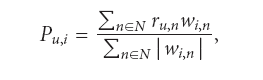 P_{u,i} = \frac{\sum_{n \in N} r_{u,n} w_{i,n}}{\sum_{n \in N} | w_{i,n} |},